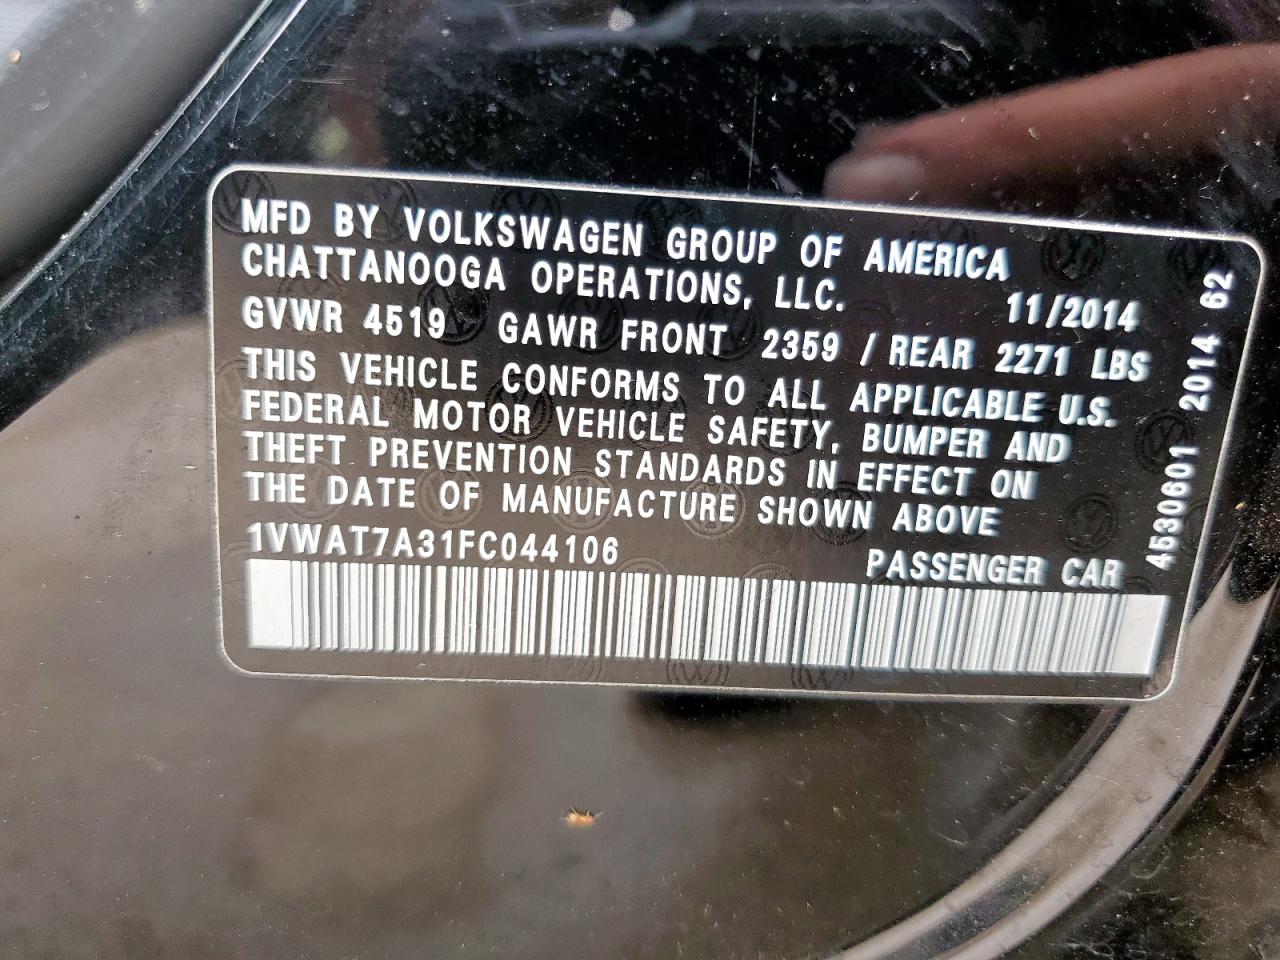 MFD BY VOLKSWAGEN GROUP OF AMERICA
CHATTANOOGA OPERATIONS, LLC. 11/2014
GVWR 4519 GAWR FRONT 2359 / REAR 2271 LBS
THIS VEHICLE CONFORMS TO ALL APPLICABLE U.S.
FEDERAL MOTOR VEHICLE SAFETY, BUMPER AND
THEFT PREVENTION STANDARDS IN EFFECT ON
THE DATE OF MANUFACTURE SHOWN ABOVE
1VWAT7A31FC044106 PASSENGER CAR
4530601 2014 62